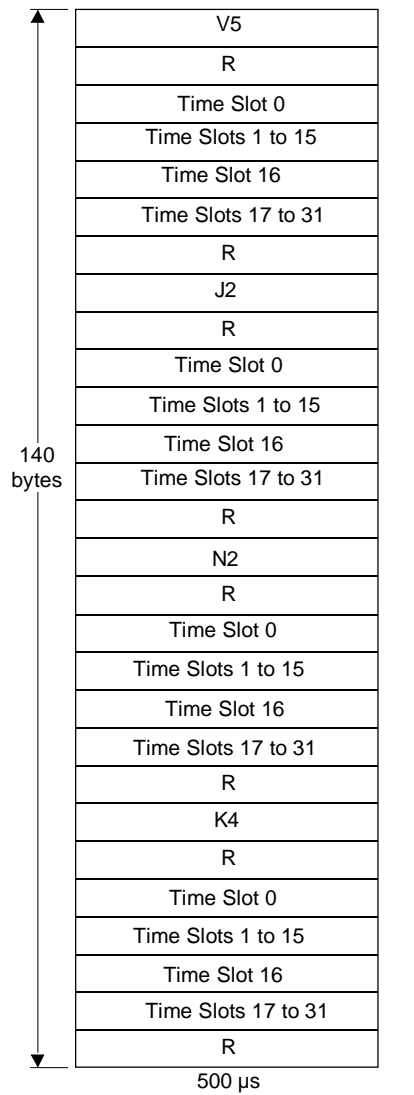 V5
R
Time Slot 0
Time Slots 1 to 15
Time Slot 16
Time Slots 17 to 31
R
J2
R
Time Slot 0
Time Slots 1 to 15
Time Slot 16
Time Slots 17 to 31
R
N2
R
Time Slot 0
Time Slots 1 to 15
Time Slot 16
Time Slots 17 to 31
R
K4
R
Time Slot 0
Time Slots 1 to 15
Time Slot 16
Time Slots 17 to 31
R
140
bytes
500 µs